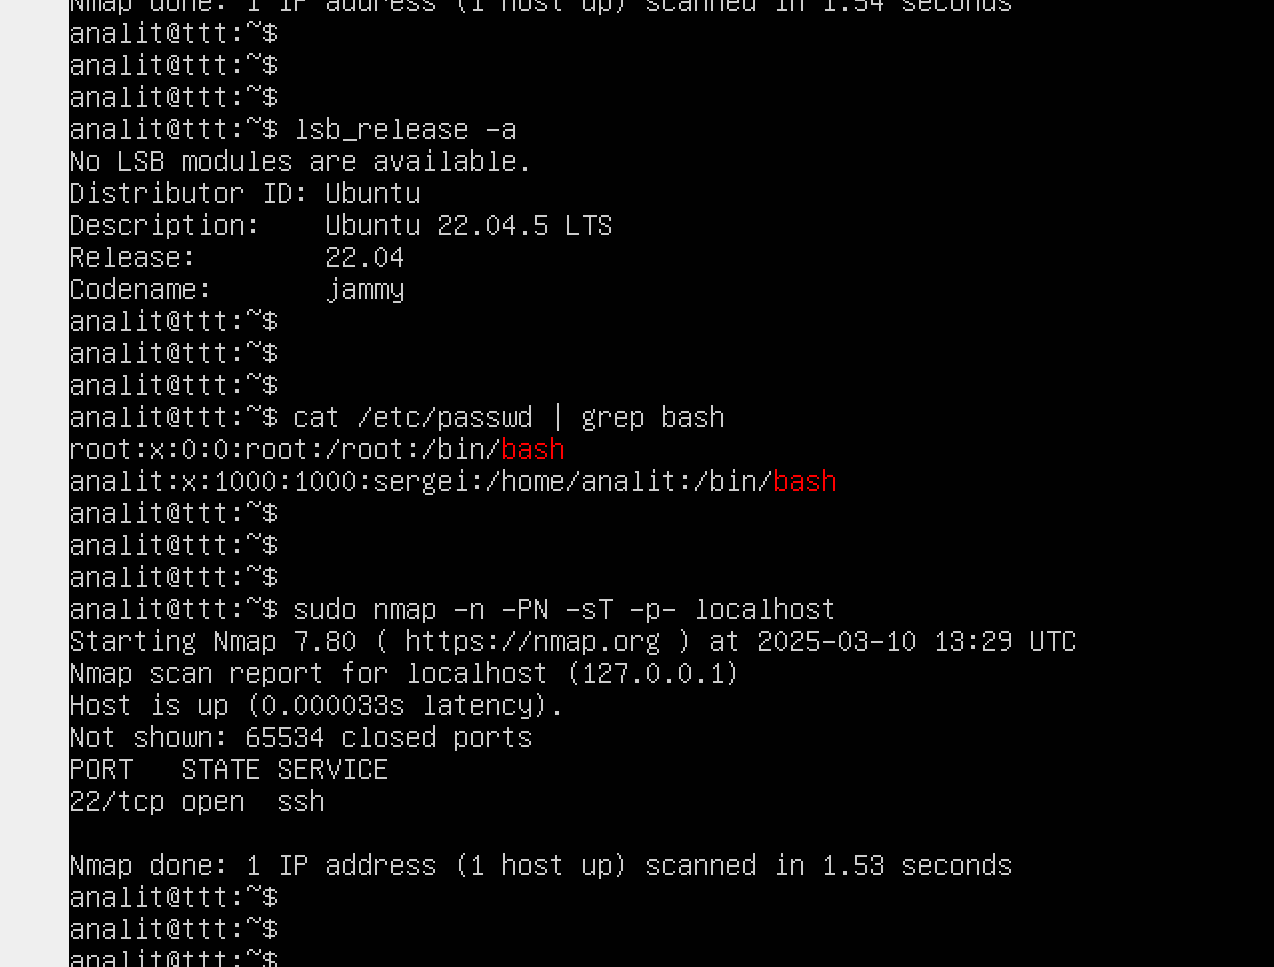 Nmap done: 1 IP address (1 host up) scanned in 1.54 seconds
analit@ttt:~$
analit@ttt:~$
analit@ttt:~$
analit@ttt:~$ lsb_release -a
No LSB modules are available.
Distributor ID: Ubuntu
Description:    Ubuntu 22.04.5 LTS
Release:        22.04
Codename:       jammy
analit@ttt:~$
analit@ttt:~$
analit@ttt:~$
analit@ttt:~$ cat /etc/passwd | grep bash
root:x:0:0:root:/root:/bin/bash
analit:x:1000:1000:sergei:/home/analit:/bin/bash
analit@ttt:~$
analit@ttt:~$
analit@ttt:~$
analit@ttt:~$ sudo nmap -n -PN -sT -p- localhost
Starting Nmap 7.80 ( https://nmap.org ) at 2025-03-10 13:29 UTC
Nmap scan report for localhost (127.0.0.1)
Host is up (0.000033s latency).
Not shown: 65534 closed ports
PORT   STATE SERVICE
22/tcp open  ssh
Nmap done: 1 IP address (1 host up) scanned in 1.53 seconds
analit@ttt:~$
analit@ttt:~$
analit@ttt:~$